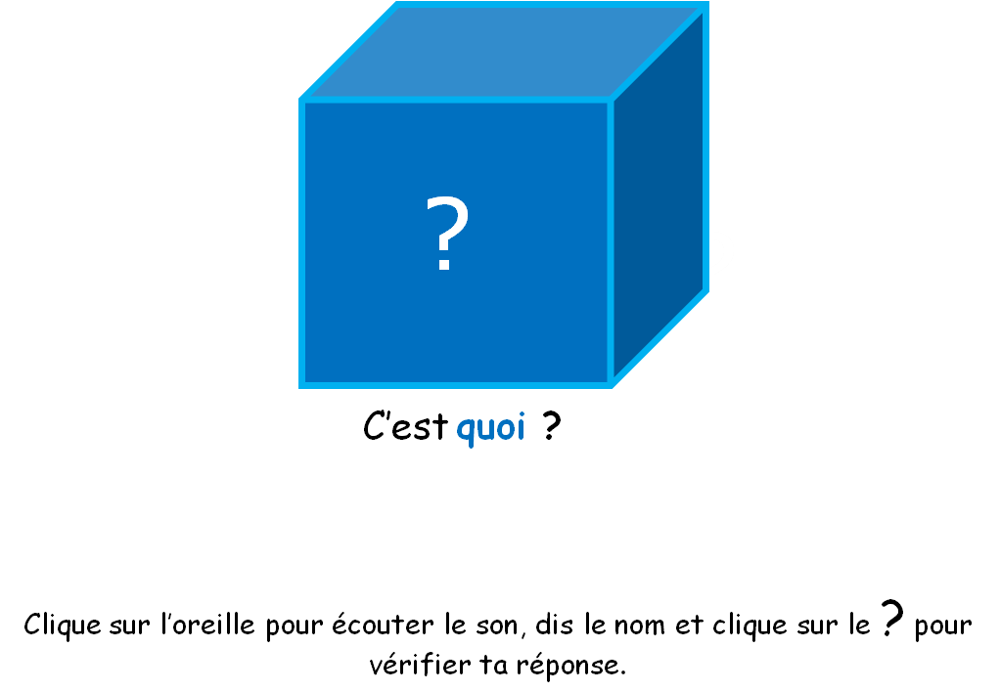 ?
C'est quoi ?
Clique sur l'oreille pour écouter le son, dis le nom et clique sur le ? pour
vérifier ta réponse.